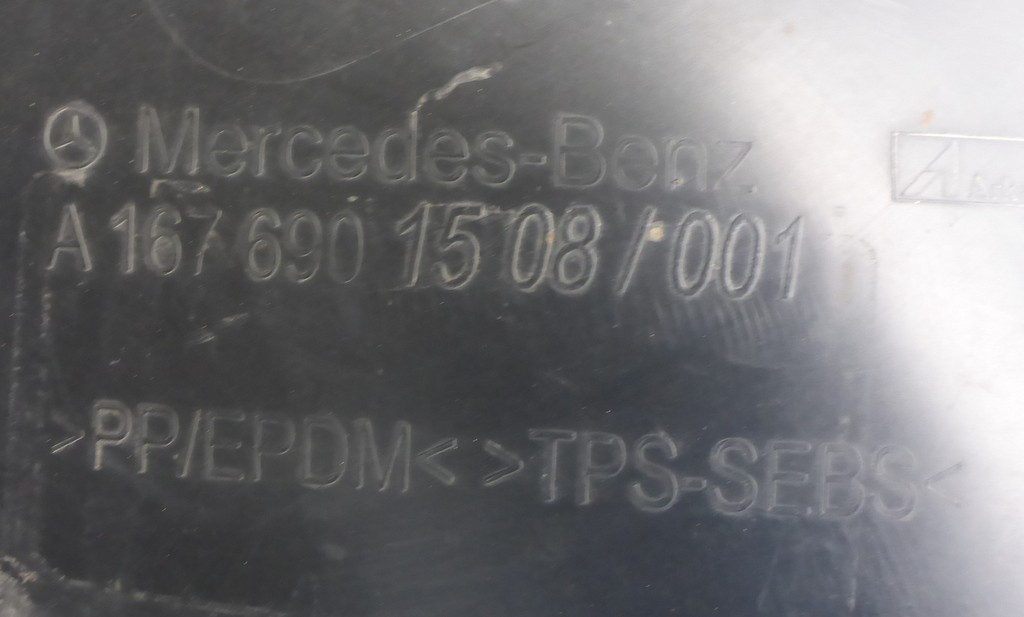 Mercedes-Benz
A 167 690 15 08 / 001
>PP/EPDM< >TPS-SEBS<